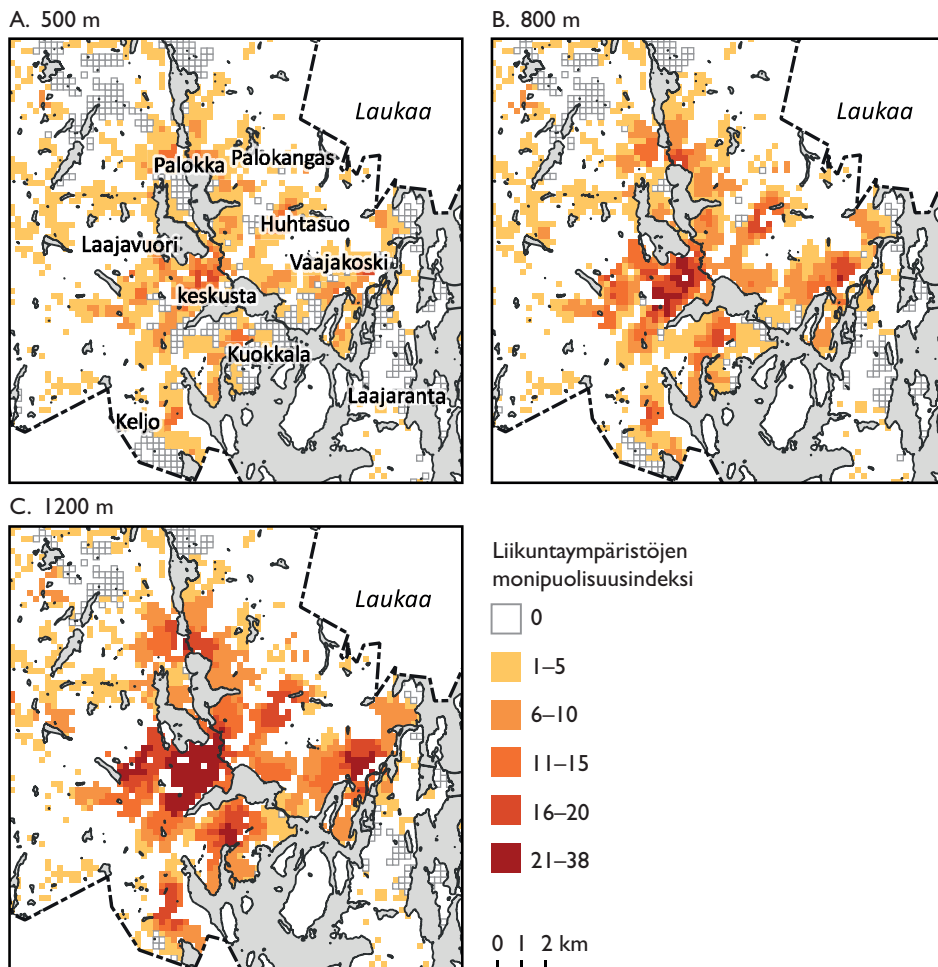 A. 500 m
Laukaa
Palokka
Palokangas
Huhtasuo
Laajavuori
Vaajakoski
keskusta
Kuokkala
Laajaranta
Keljo
B. 800 m
Laukaa
C. 1200 m
Laukaa
Liikuntaympäristöjen
monipuolisuusindeksi
0
1–5
6–10
11–15
16–20
21–38
0 1 2 km